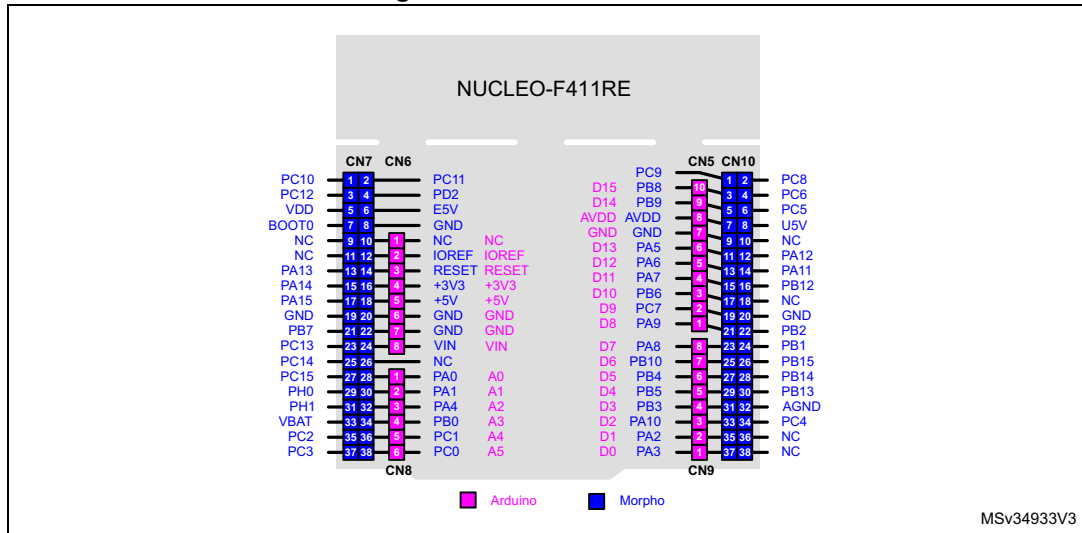 NUCLEO-F411RE
CN7 CN6 CN5 CN10
PC9
PC10 1 2 PC11 D15 PB8 10 1 2 PC8
PC12 3 4 PD2 D14 PB9 9 3 4 PC6
VDD 5 6 E5V AVDD AVDD 8 5 6 PC5
BOOT0 7 8 GND GND GND 7 7 8 U5V
NC 9 10 1 NC NC D13 PA5 6 9 10 NC
NC 11 12 2 IOREF IOREF D12 PA6 5 11 12 PA12
PA13 13 14 3 RESET RESET D11 PA7 4 13 14 PA11
PA14 15 16 4 +3V3 +3V3 D10 PB6 3 15 16 PB12
PA15 17 18 5 +5V +5V D9 PC7 2 17 18 NC
GND 19 20 6 GND GND D8 PA9 1 19 20 GND
PB7 21 22 7 GND GND 21 22 PB2
PC13 23 24 8 VIN VIN D7 PA8 8 23 24 PB1
PC14 25 26 NC D6 PB10 7 25 26 PB15
PC15 27 28 1 PA0 A0 D5 PB4 6 27 28 PB14
PH0 29 30 2 PA1 A1 D4 PB5 5 29 30 PB13
PH1 31 32 3 PA4 A2 D3 PB3 4 31 32 AGND
VBAT 33 34 4 PB0 A3 D2 PA10 3 33 34 PC4
PC2 35 36 5 PC1 A4 D1 PA2 2 35 36 NC
PC3 37 38 6 PC0 A5 D0 PA3 1 37 38 NC
CN8 CN9
Arduino Morpho
MSv34933V3